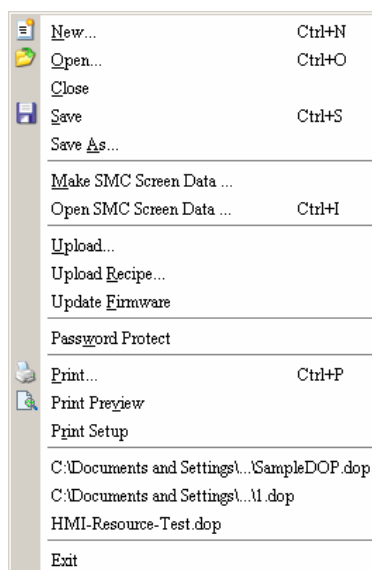 New... Ctrl+N
Open... Ctrl+O
Close
Save Ctrl+S
Save As...
Make SMC Screen Data ...
Open SMC Screen Data ... Ctrl+I
Upload...
Upload Recipe...
Update Firmware
Password Protect
Print... Ctrl+P
Print Preview
Print Setup
C:\Documents and Settings\...\SampleDOP.dop
C:\Documents and Settings\...\1.dop
HMI-Resource-Test.dop
Exit